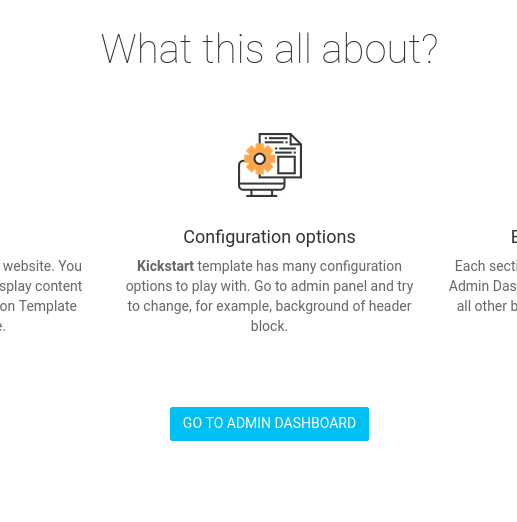 What this all about?
Configuration options
website. You
splay content
on Template
Kickstart template has many configuration
options to play with. Go to admin panel and try
to change, for example, background of header
block.
Each secti
Admin Das
all other b
GO TO ADMIN DASHBOARD